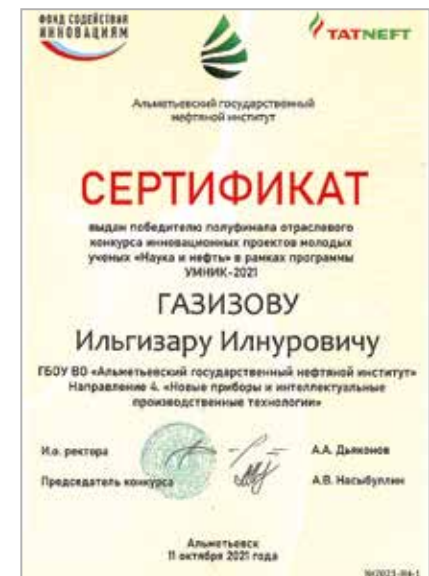 ФОНД СОДЕЙСТВИЯ
ИННОВАЦИЯМ
TATNEFT
Альметьевский государственный
нефтяной институт
СЕРТИФИКАТ
выдан победителю полуфинала отраслевого
конкурса инновационных проектов молодых
ученых «Наука и нефть» в рамках программы
УМНИК-2021
ГАЗИЗОВУ
Ильгизару Илнуровичу
ГБОУ ВО «Альметьевский государственный нефтяной институт»
Направление 4. «Новые приборы и интеллектуальные
производственные технологии»
И.о. ректора
А.А. Дьяконов
Председатель конкурса
А.В. Насыбуллин
Альметьевск
11 октября 2021 года